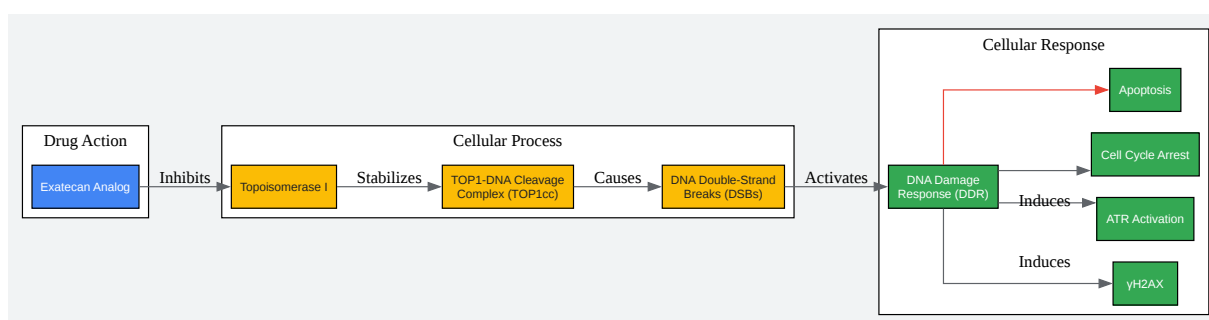 Cellular Response
Apoptosis
Drug Action
Cellular Process
Exatecan Analog
Inhibits
Topoisomerase I
Stabilizes
TOP1-DNA Cleavage
Complex (TOP1cc)
Causes
DNA Double-Strand
Breaks (DSBs)
Activates
DNA Damage
Response (DDR)
Cell Cycle Arrest
Induces
ATR Activation
Induces
γH2AX